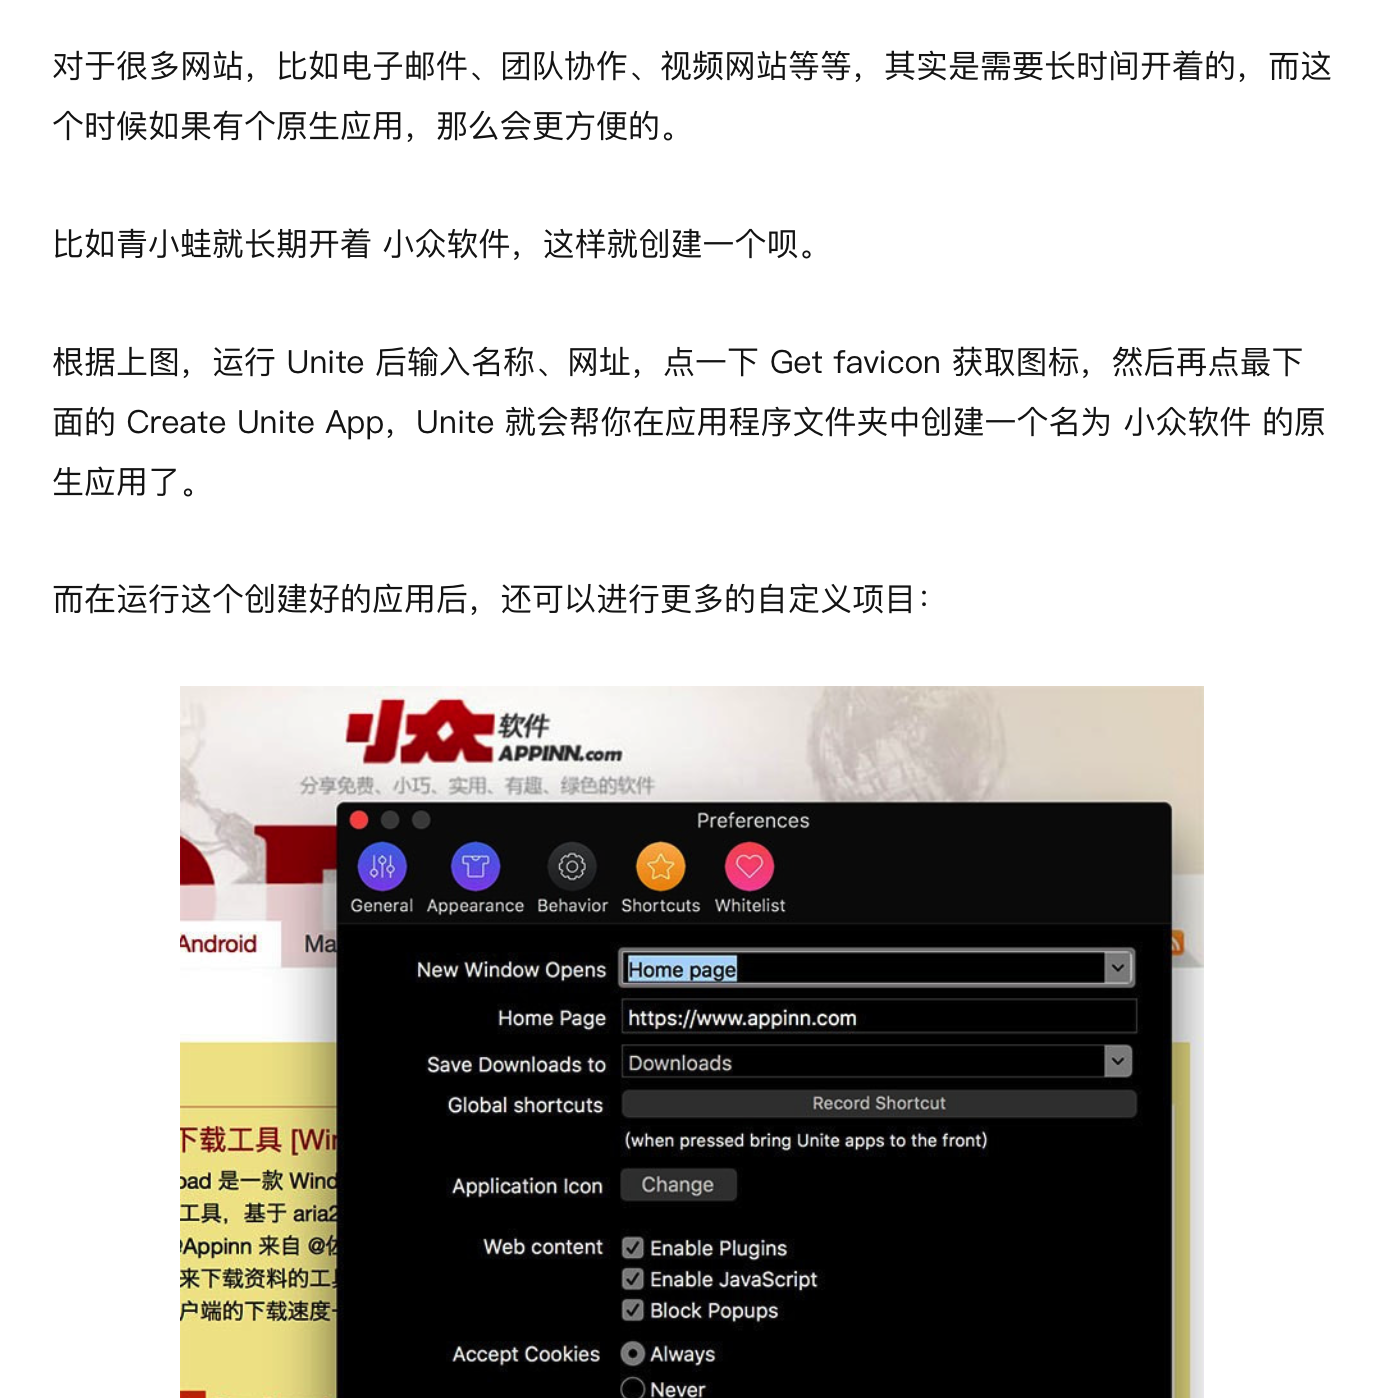 对于很多网站，比如电子邮件、团队协作、视频网站等等，其实是需要长时间开着的，而这
个时候如果有个原生应用，那么会更方便的。
比如青小蛙就长期开着 小众软件，这样就创建一个呗。
根据上图，运行 Unite 后输入名称、网址，点一下 Get favicon 获取图标，然后再点最下
面的 Create Unite App，Unite 就会帮你在应用程序文件夹中创建一个名为 小众软件 的原
生应用了。
而在运行这个创建好的应用后，还可以进行更多的自定义项目：
小众软件
APPINN.com
分享免费、小巧、实用、有趣、绿色的软件
Preferences
General Appearance Behavior Shortcuts Whitelist
Android Ma
New Window Opens Home page
Home Page https://www.appinn.com
Save Downloads to Downloads
Global shortcuts Record Shortcut
(when pressed bring Unite apps to the front)
下载工具 [Wi
Application Icon Change
oad 是一款 Wind
工具，基于 aria2
Web content Enable Plugins
Appinn 来自 @
Enable JavaScript
来下载资料的工
Block Popups
户端的下载速度
Accept Cookies Always
Never